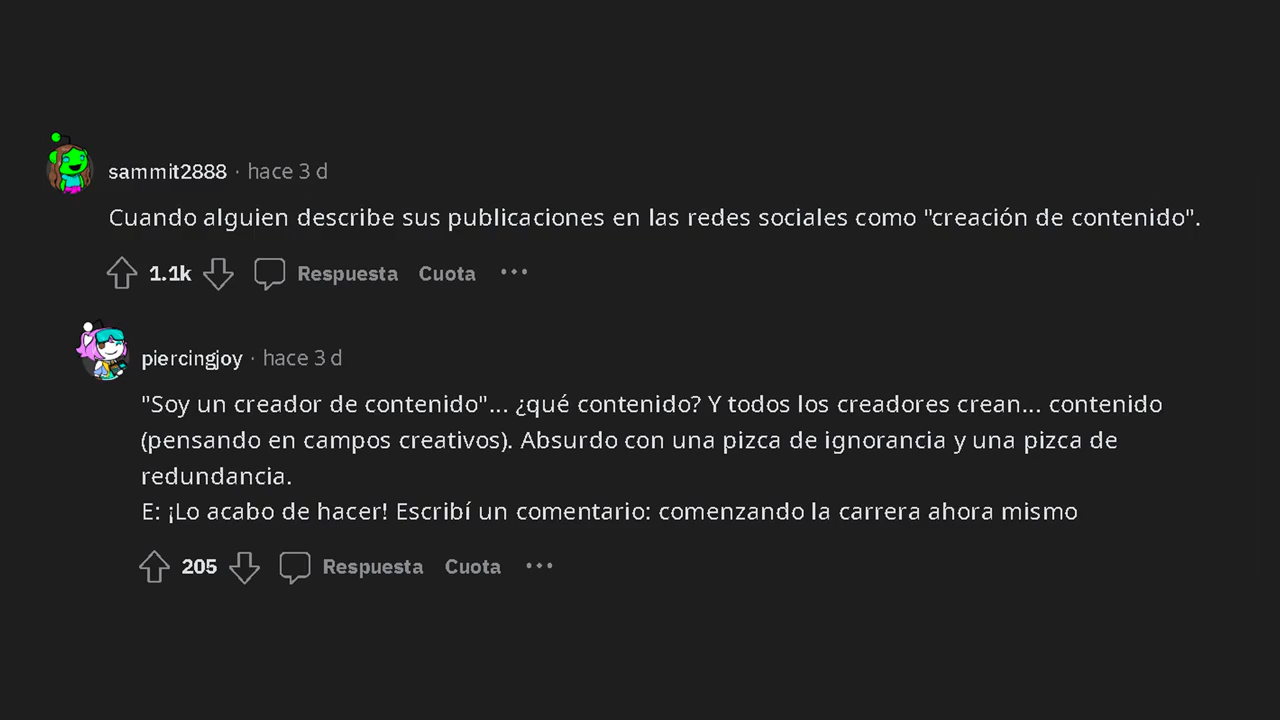 sammit2888 · hace 3 d
Cuando alguien describe sus publicaciones en las redes sociales como "creación de contenido".
1.1k Respuesta Cuota ···
piercingjoy · hace 3 d
"Soy un creador de contenido"... ¿qué contenido? Y todos los creadores crean... contenido
(pensando en campos creativos). Absurdo con una pizca de ignorancia y una pizca de
redundancia.
E: ¡Lo acabo de hacer! Escribí un comentario: comenzando la carrera ahora mismo
205 Respuesta Cuota ···